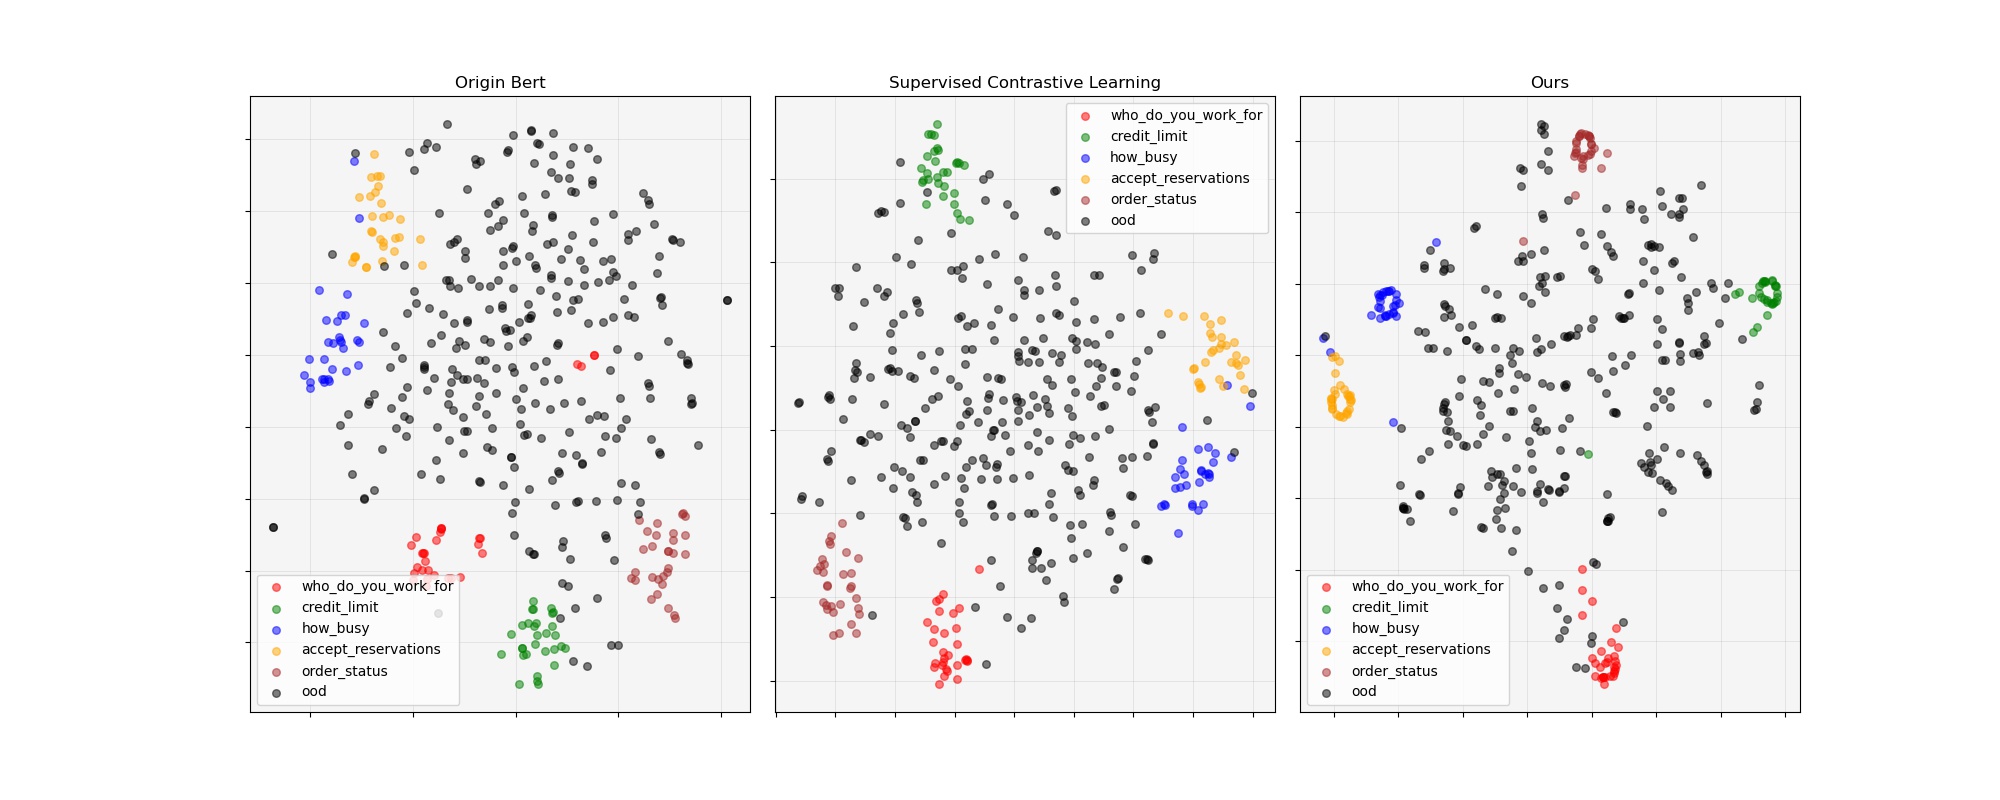 Origin Bert
who_do_you_work_for
credit_limit
how_busy
accept_reservations
order_status
ood
Supervised Contrastive Learning
who_do_you_work_for
credit_limit
how_busy
accept_reservations
order_status
ood
Ours
who_do_you_work_for
credit_limit
how_busy
accept_reservations
order_status
ood